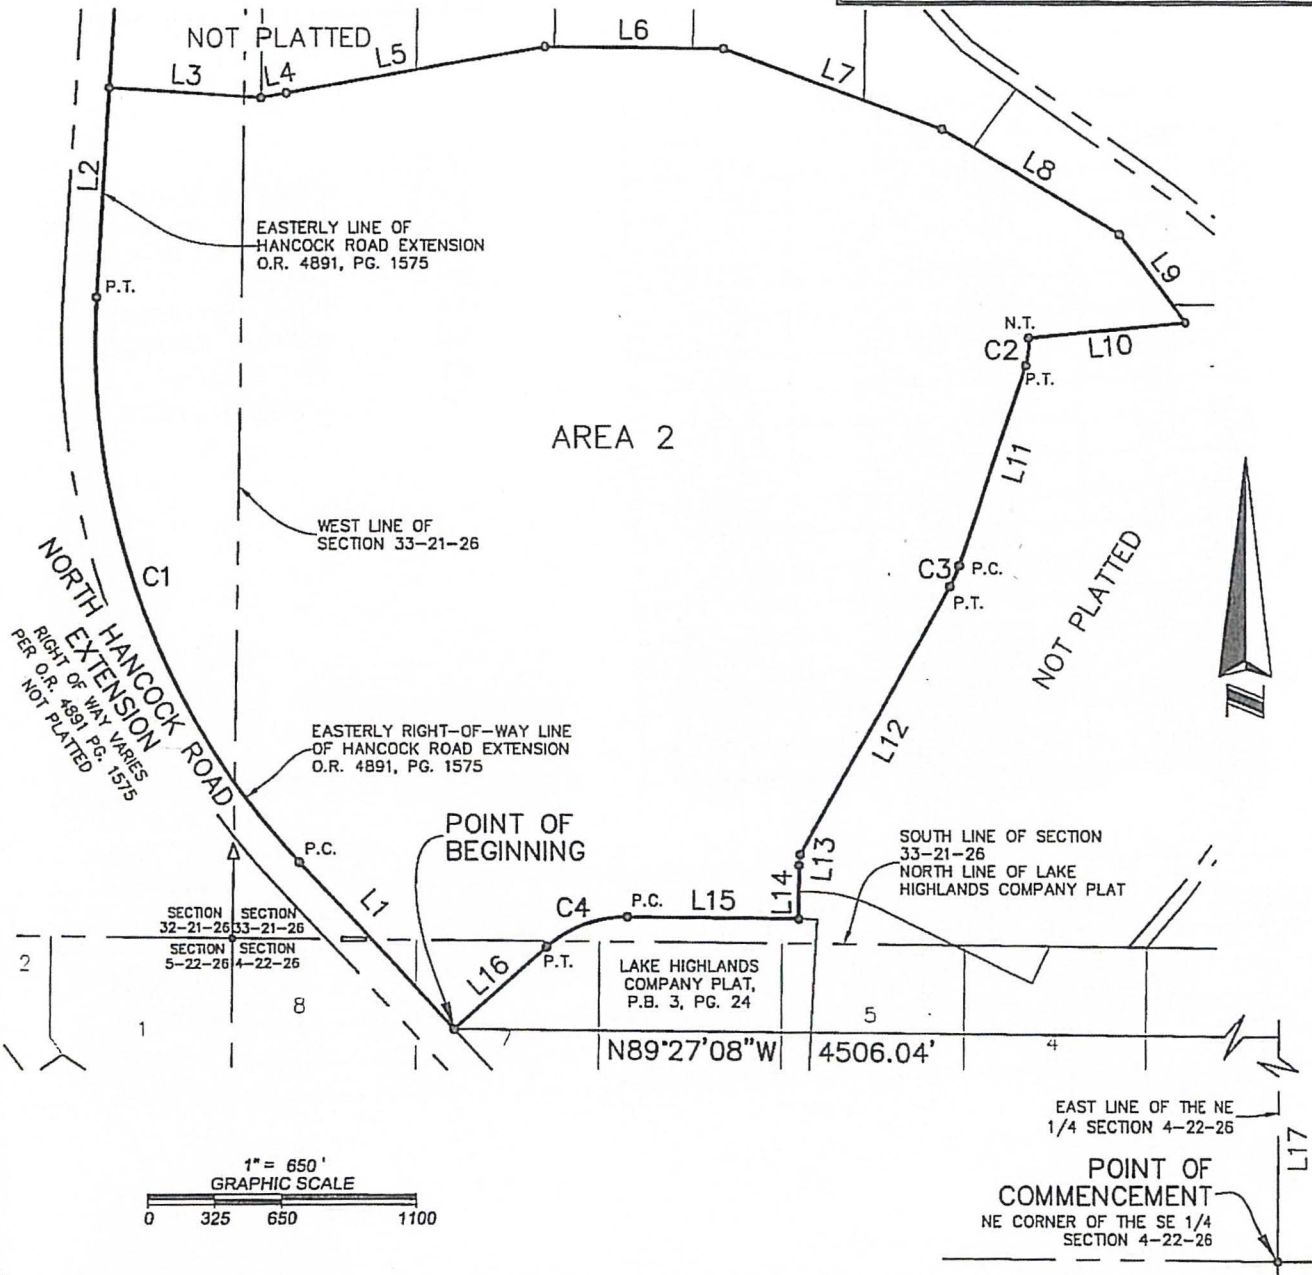 NOT PLATTED
L3
L4
L5
L6
L7
L8
L9
L2
EASTERLY LINE OF
HANCOCK ROAD EXTENSION
O.R. 4891, PG. 1575
P.T.
N.T.
C2
L10
P.T.
AREA 2
L11
WEST LINE OF
SECTION 33-21-26
C1
C3
P.C.
P.T.
NOT PLATTED
NORTH HANCOCK ROAD
EXTENSION
RIGHT OF WAY VARIES
PER O.R. 4891 PG. 1575
NOT PLATTED
EASTERLY RIGHT-OF-WAY LINE
OF HANCOCK ROAD EXTENSION
O.R. 4891, PG. 1575
L12
POINT OF
BEGINNING
P.C.
L1
L13
L14
SOUTH LINE OF SECTION
33-21-26
NORTH LINE OF LAKE
HIGHLANDS COMPANY PLAT
C4
P.C.
L15
SECTION
32-21-26
SECTION
33-21-26
SECTION
5-22-26
SECTION
4-22-26
L16
P.T.
LAKE HIGHLANDS
COMPANY PLAT,
P.B. 3, PG. 24
2
1
8
7
5
4
N89°27'08"W 4506.04'
EAST LINE OF THE NE
1/4 SECTION 4-22-26
L17
POINT OF
COMMENCEMENT
NE CORNER OF THE SE 1/4
SECTION 4-22-26
1"= 650'
GRAPHIC SCALE
0 325 650 1100
N